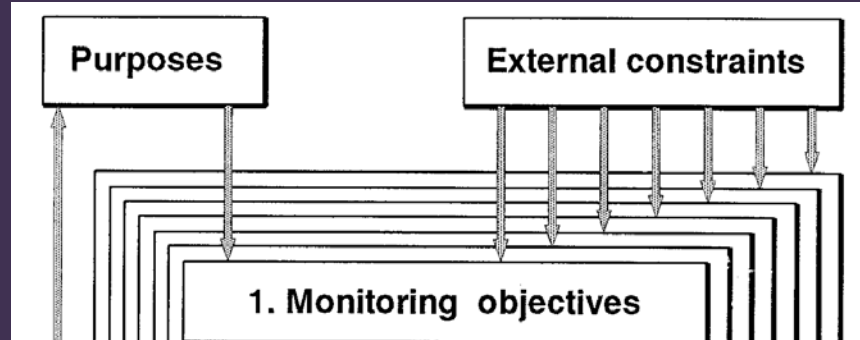 Purposes
External constraints
1. Monitoring objectives